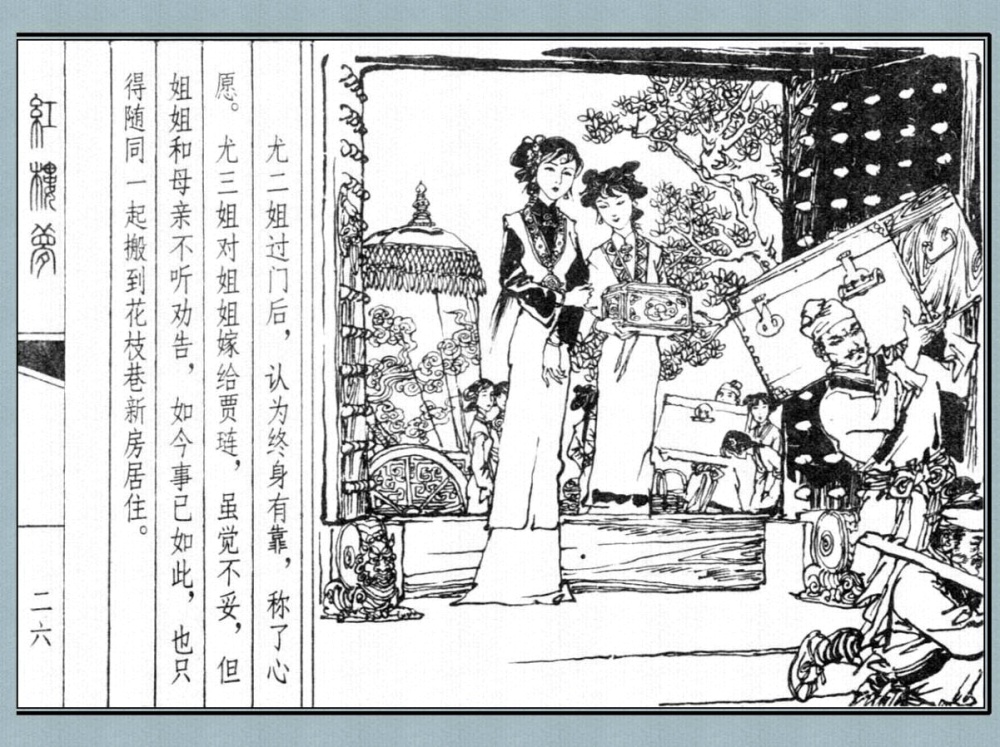 尤二姐过门后，认为终身有靠，称了心
愿。尤三姐对姐姐嫁给贾琏，虽觉不妥，但
姐姐和母亲不听劝告，如今事已如此，也只
得随同一起搬到花枝巷新房居住。
紅樓夢
二六